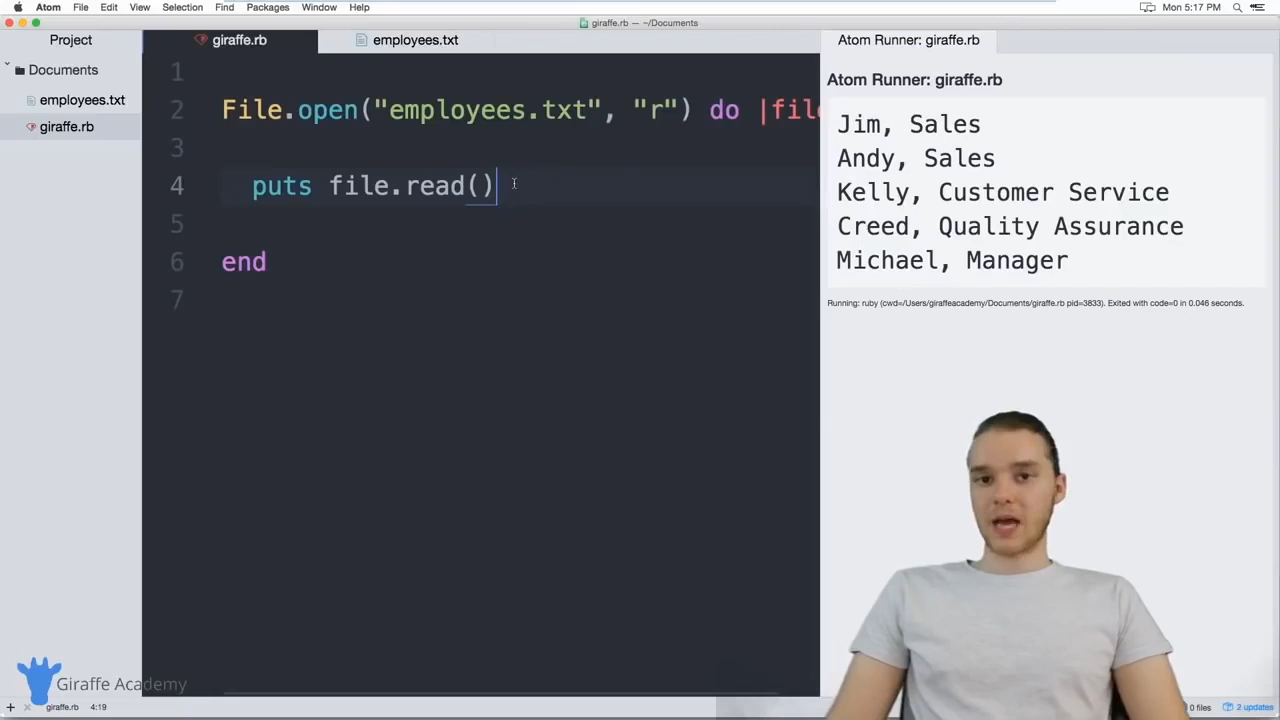 Atom File Edit View Selection Find Packages Window Help Mon 5:17 PM
giraffe.rb — ~/Documents
Project
Documents
employees.txt
giraffe.rb
giraffe.rb employees.txt
1
2 File.open("employees.txt", "r") do |file
3
4 puts file.read()
5
6 end
7
Atom Runner: giraffe.rb
Atom Runner: giraffe.rb
Jim, Sales
Andy, Sales
Kelly, Customer Service
Creed, Quality Assurance
Michael, Manager
Running: ruby (cwd=/Users/giraffeacademy/Documents/giraffe.rb pid=3833). Exited with code=0 in 0.046 seconds.
Giraffe Academy
giraffe.rb 4:19 0 files 2 updates